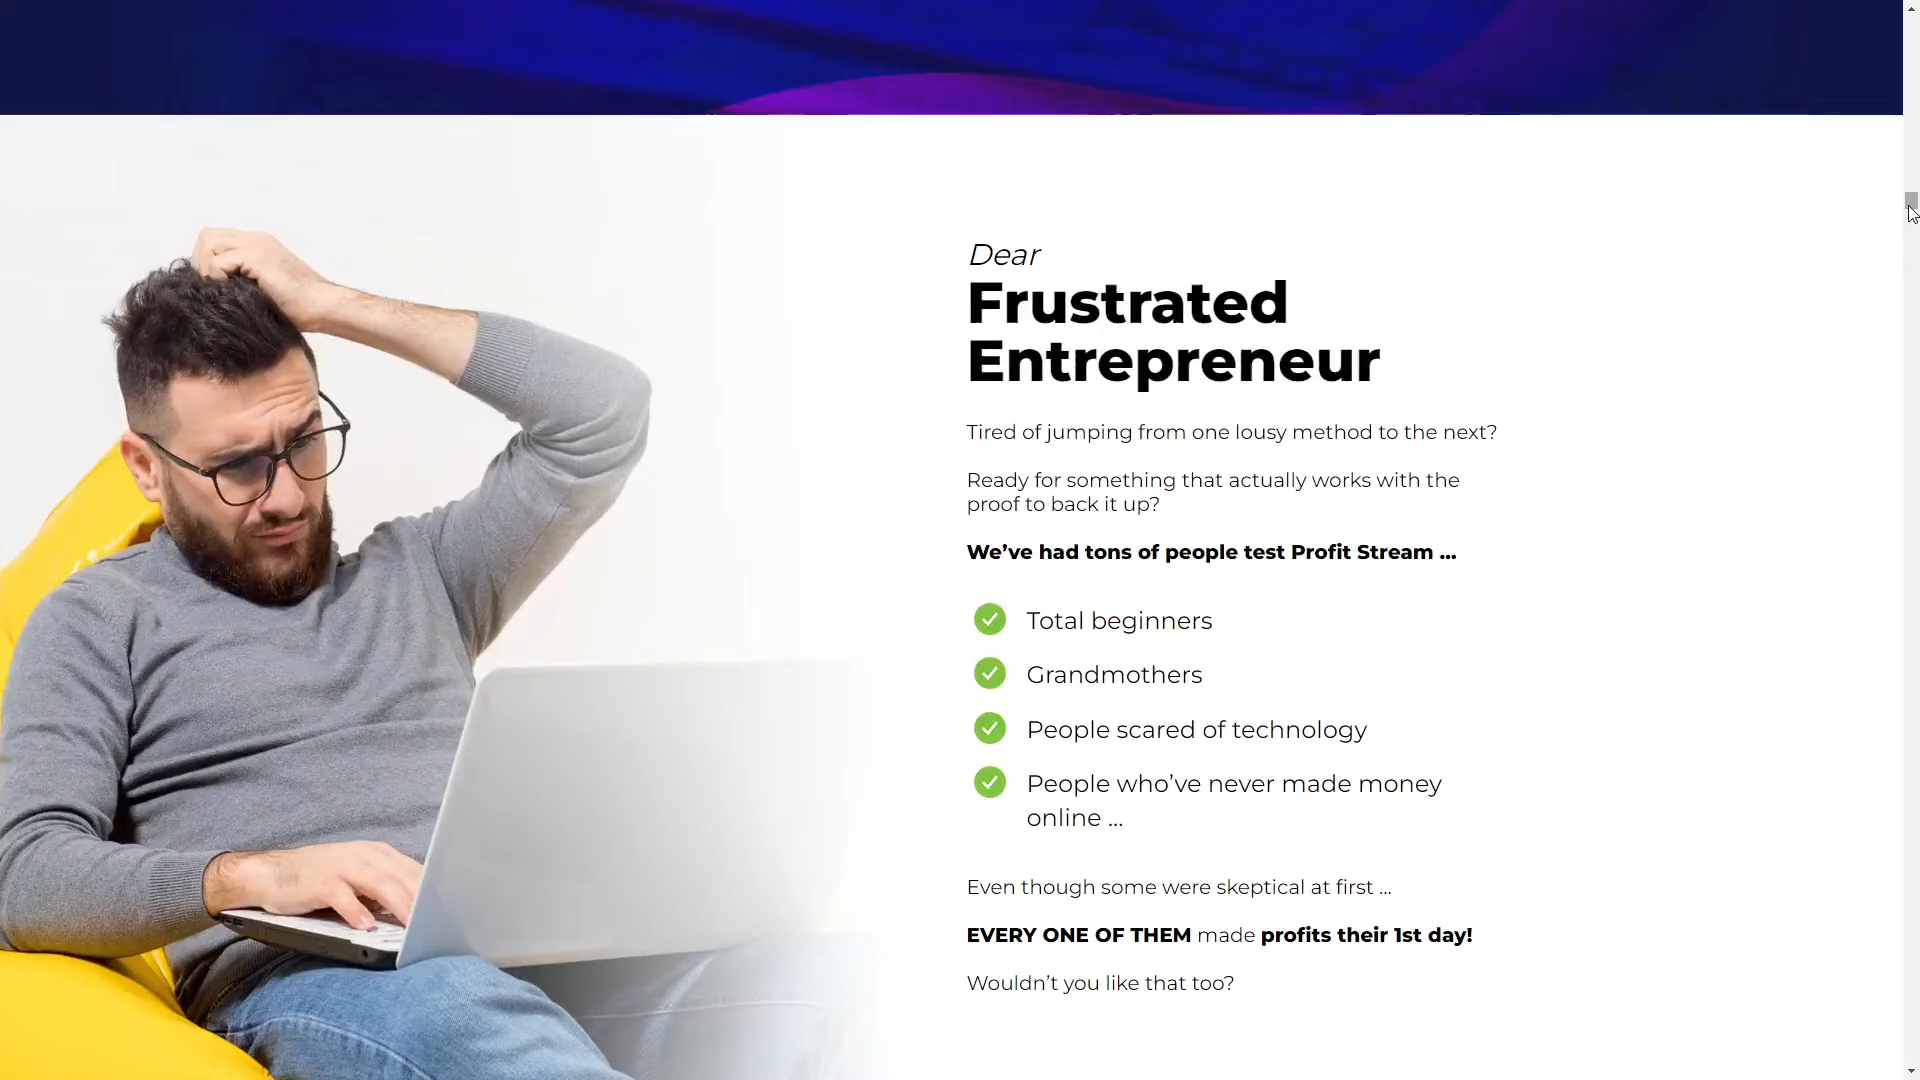 Dear
Frustrated
Entrepreneur
Tired of jumping from one lousy method to the next?
Ready for something that actually works with the
proof to back it up?
We’ve had tons of people test Profit Stream ...
Total beginners
Grandmothers
People scared of technology
People who’ve never made money
online ...
Even though some were skeptical at first ...
EVERY ONE OF THEM made profits their 1st day!
Wouldn’t you like that too?